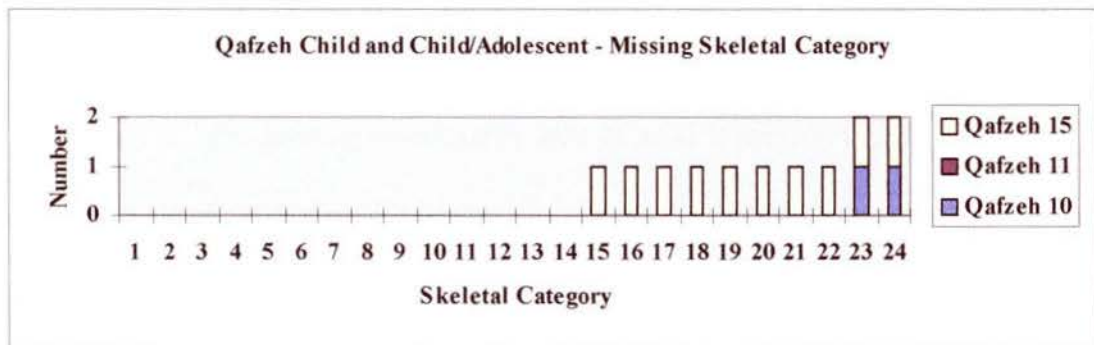 Qafzeh Child and Child/Adolescent - Missing Skeletal Category
Number
2
1
0
1 2 3 4 5 6 7 8 9 10 11 12 13 14 15 16 17 18 19 20 21 22 23 24
Skeletal Category
Qafzeh 15
Qafzeh 11
Qafzeh 10